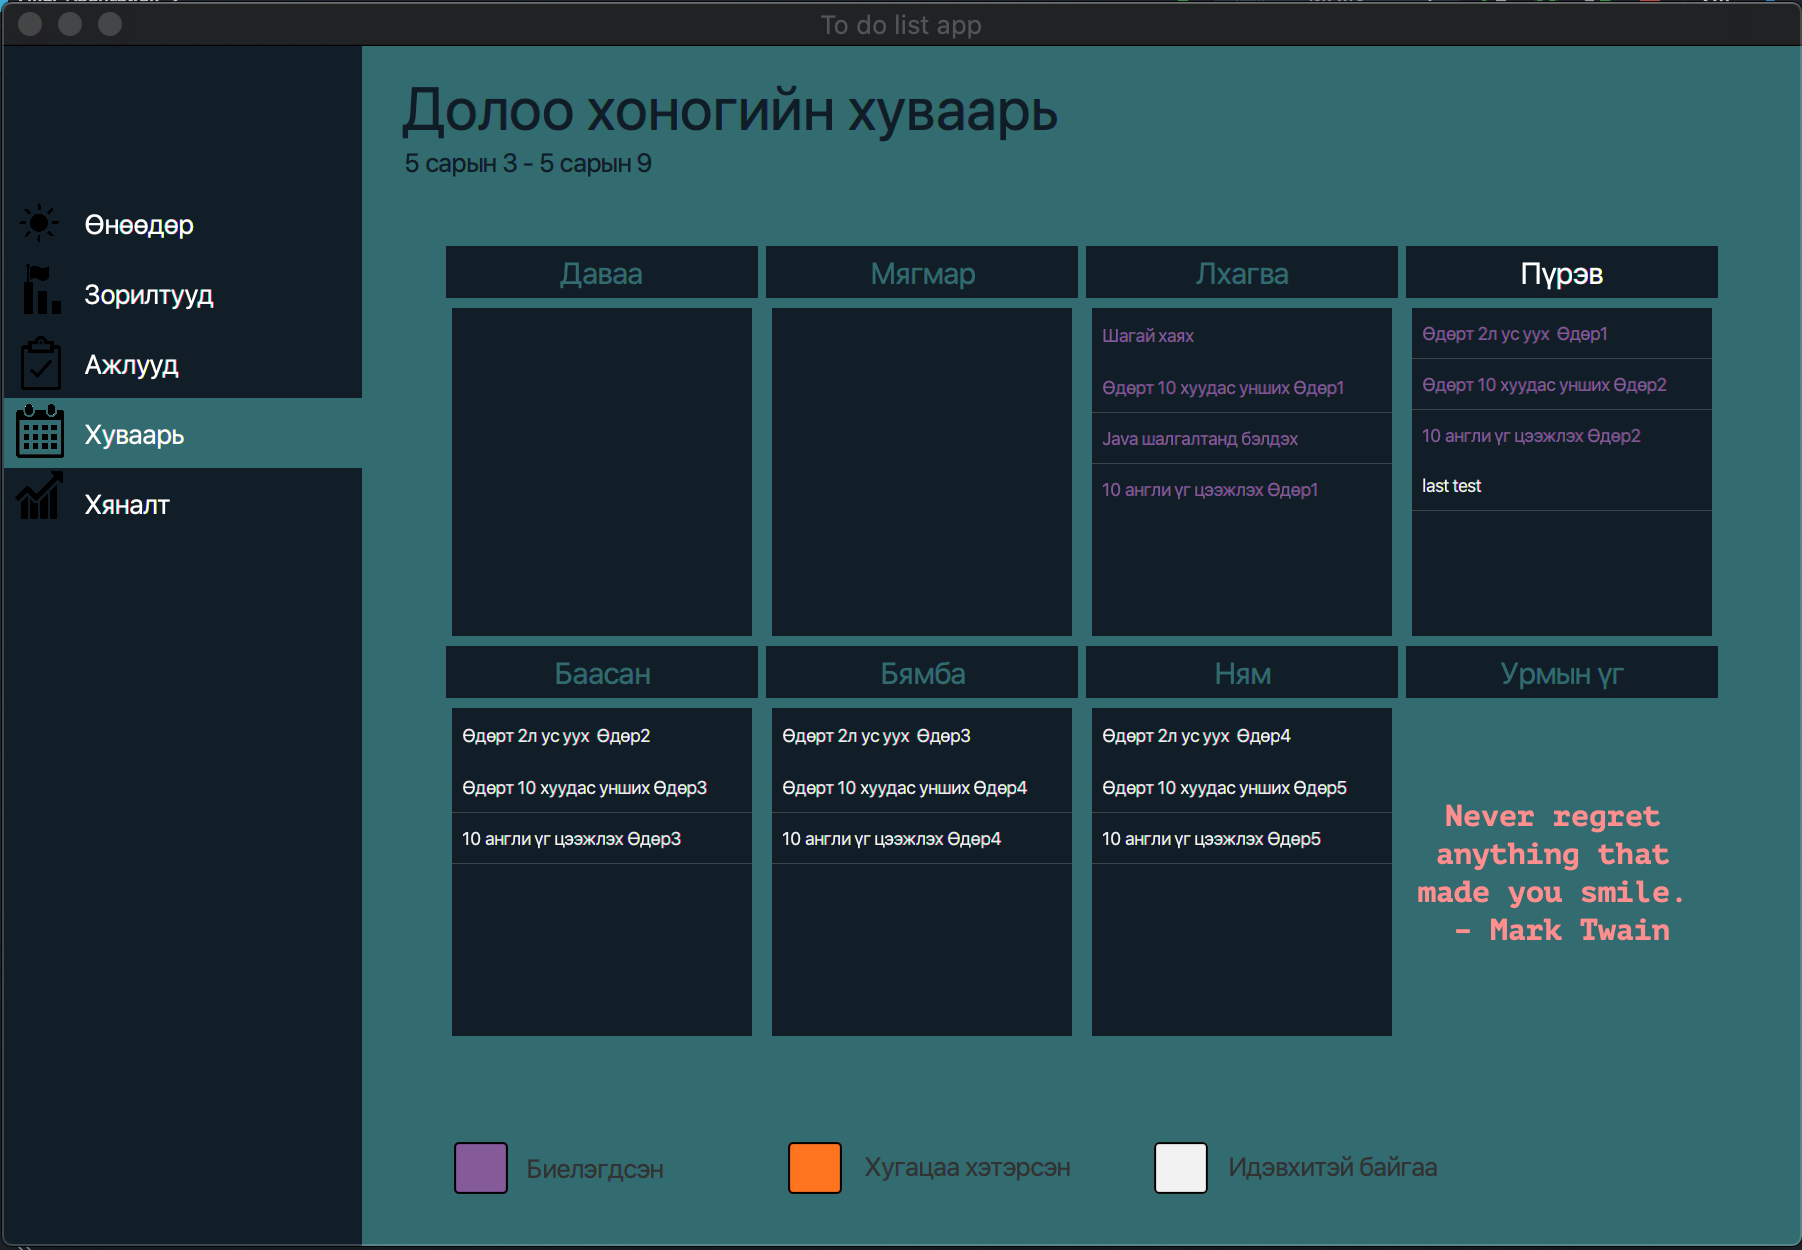 To do list app
Өнөөдөр
Зорилтууд
Ажлууд
Хуваарь
Хяналт
Долоо хоногийн хуваарь
5 сарын 3 - 5 сарын 9
Даваа
Мягмар
Лхагва
Шагай хаях
Өдөрт 10 хуудас унших Өдөр1
Java шалгалтанд бэлдэх
10 англи үг цээжлэх Өдөр1
Пүрэв
Өдөрт 2л ус уух  Өдөр1
Өдөрт 10 хуудас унших Өдөр2
10 англи үг цээжлэх Өдөр2
last test
Баасан
Өдөрт 2л ус уух  Өдөр2
Өдөрт 10 хуудас унших Өдөр3
10 англи үг цээжлэх Өдөр3
Бямба
Өдөрт 2л ус уух  Өдөр3
Өдөрт 10 хуудас унших Өдөр4
10 англи үг цээжлэх Өдөр4
Ням
Өдөрт 2л ус уух  Өдөр4
Өдөрт 10 хуудас унших Өдөр5
10 англи үг цээжлэх Өдөр5
Урмын үг
Never regret
anything that
made you smile.
– Mark Twain
Биелэгдсэн
Хугацаа хэтэрсэн
Идэвхитэй байгаа